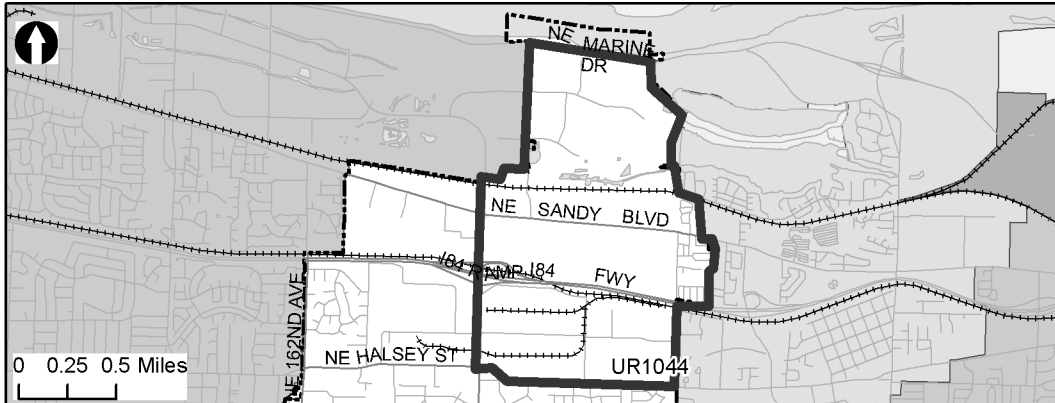 NE MARINE
DR
NE SANDY BLVD
I84 RAMP
I84 FWY
NE 162ND AVE
NE HALSEY ST
UR1044
0 0.25 0.5 Miles